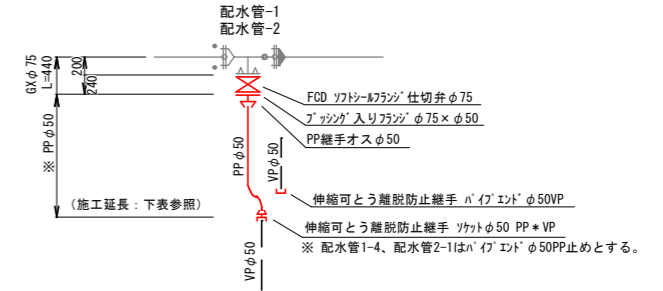 配水管-1
配水管-2
GXφ75
L=440
200
240
FCD ｿﾌﾄｼｰﾙﾌﾗﾝｼﾞ仕切弁φ75
ﾌﾞｯｼﾝｸﾞ入りﾌﾗﾝｼﾞφ75×φ50
PP継手オスφ50
※ PPφ50
PPφ50
VPφ50
(施工延長：下表参照)
伸縮可とう離脱防止継手 ﾊﾟｲﾌﾟｴﾝﾄﾞφ50VP
伸縮可とう離脱防止継手 ｿｹｯﾄφ50 PP＊VP
※ 配水管1-4、配水管2-1はﾊﾟｲﾌﾟｴﾝﾄﾞφ50PP止めとする。
VPφ50